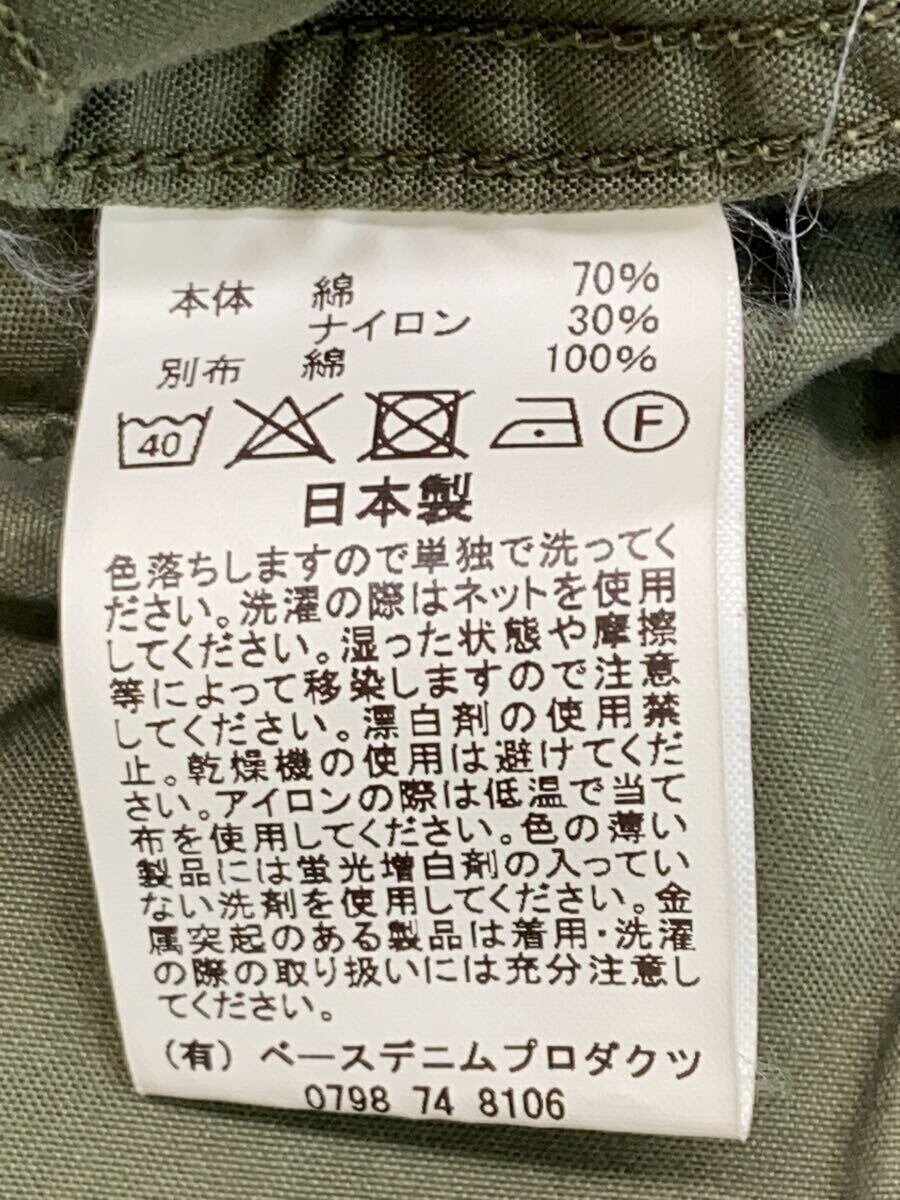 本体 綿 70%
ナイロン 30%
別布 綿 100%
40 F
日本製
色落ちしますので単独で洗ってく
ださい。洗濯の際はネットを使用
してください。湿った状態や摩擦
等によって移染しますので注意
してください。漂白剤の使用禁
止。乾燥機の使用は避けてくだ
さい。アイロンの際は低温で当て
布を使用してください。色の薄い
製品には蛍光増白剤の入ってい
ない洗剤を使用してください。金
属突起のある製品は着用・洗濯
の際の取り扱いには充分注意し
てください。
(有) ベースデニムプロダクツ
0798 74 8106